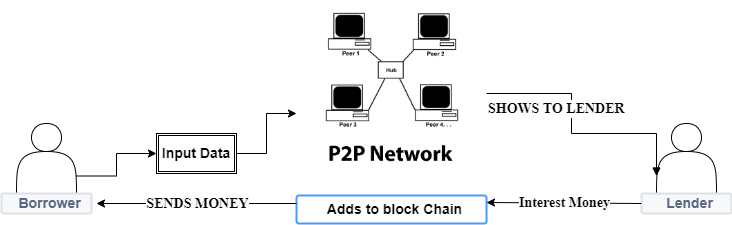 Peer 1
Peer 2
Hub
Peer 3
Peer 4. . .
P2P Network
SHOWS TO LENDER
Input Data
Borrower
SENDS MONEY
Adds to block Chain
Interest Money
Lender